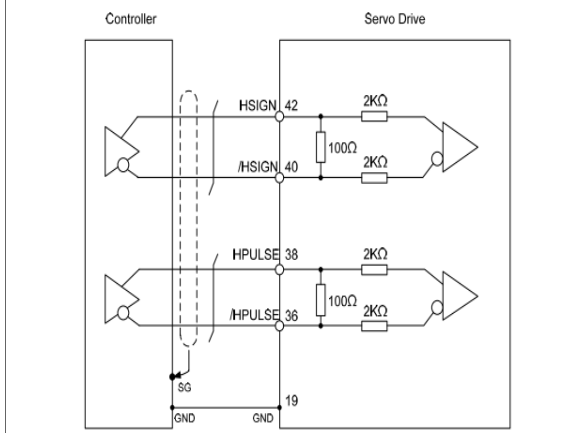 Controller
Servo Drive
HSIGN 42
2KΩ
100Ω
/HSIGN 40
2KΩ
HPULSE 38
2KΩ
100Ω
/HPULSE 36
2KΩ
SG
19
GND
GND